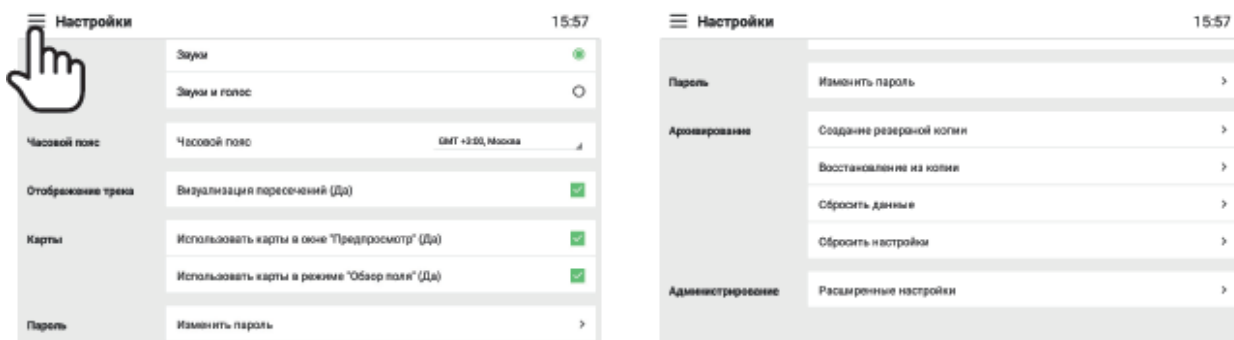 Настройки 15:57
Звуки
Звуки и голос
Часовой пояс Часовой пояс GMT +3:00, Москва
Отображение трека Визуализация пересечений (Да)
Карты Использовать карты в окне "Предпросмотр" (Да)
Использовать карты в режиме "Обзор поля" (Да)
Пароль Изменить пароль
Настройки 15:57
Пароль Изменить пароль
Архивирование Создание резервной копии
Восстановление из копии
Сбросить данные
Сбросить настройки
Администрирование Расширенные настройки